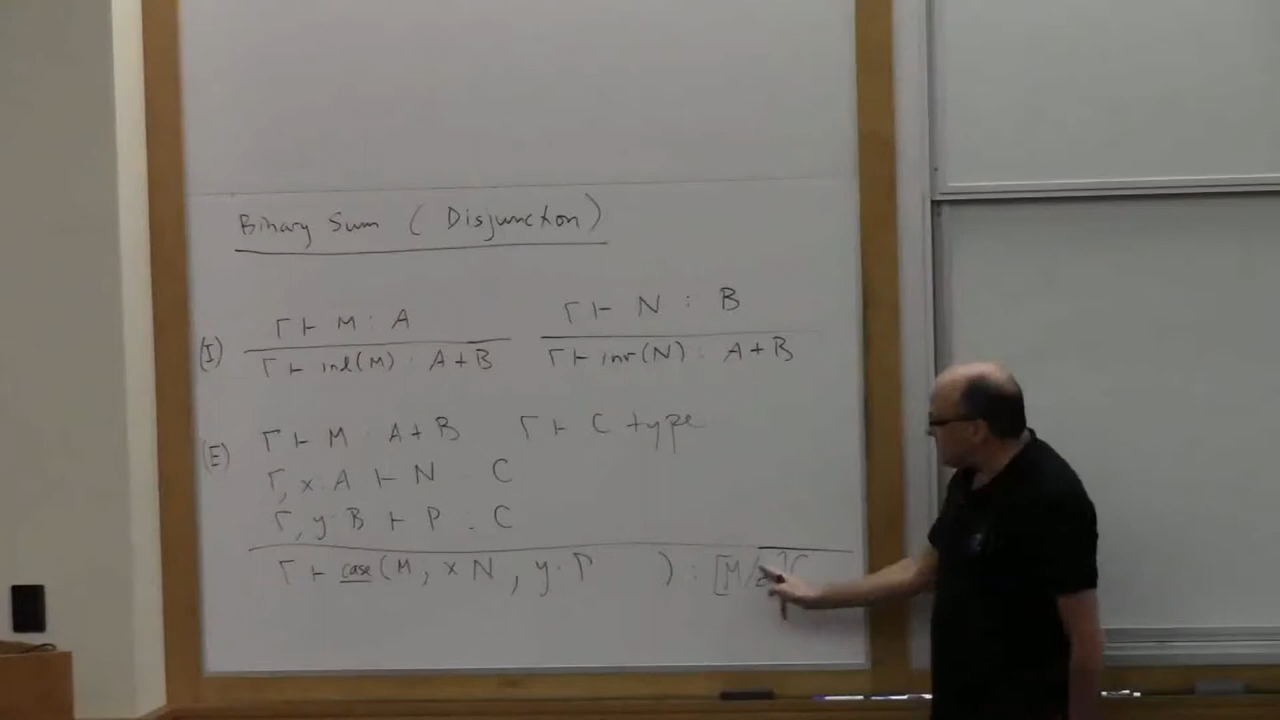 Binary Sum (Disjunction)
Γ ⊢ M : A
Γ ⊢ N : B
(I)
Γ ⊢ inl(M) : A+B
Γ ⊢ inr(N) : A+B
(E)
Γ ⊢ M : A+B
Γ ⊢ C type
Γ, x:A ⊢ N : C
Γ, y:B ⊢ P : C
Γ ⊢ case(M, x.N, y.P ) : [M/z]C